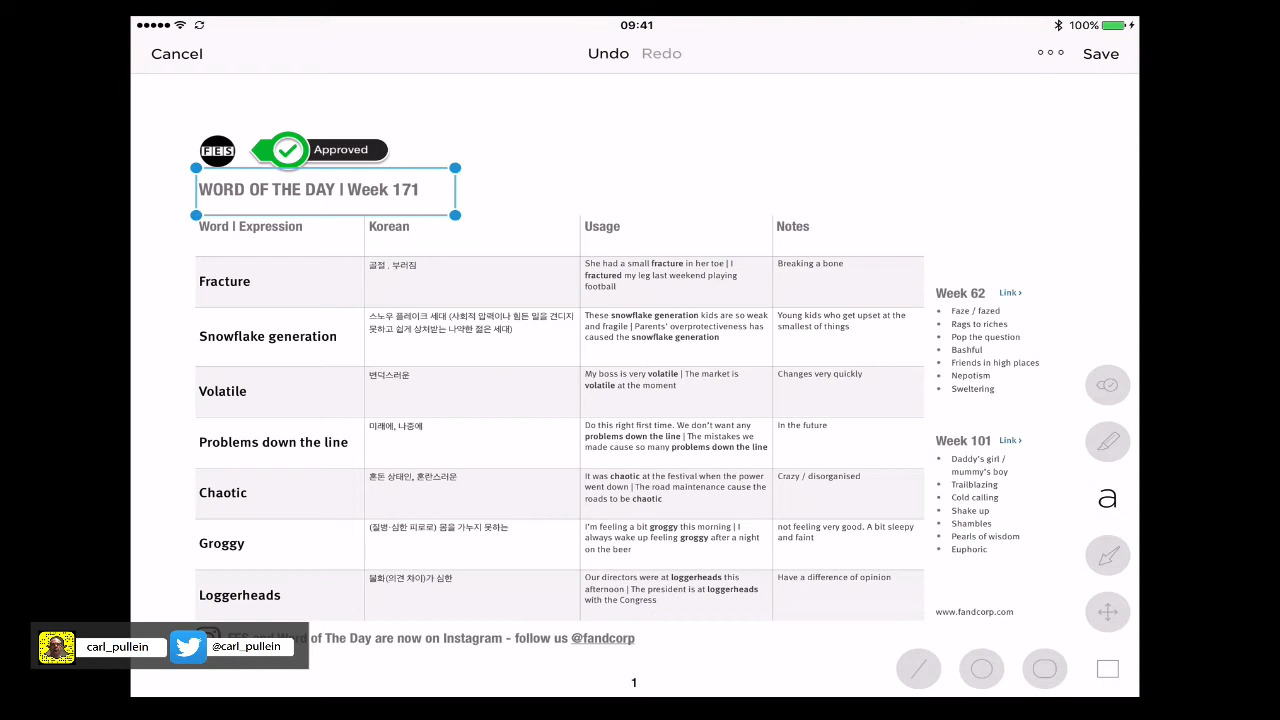 09:41
100%
Cancel
Undo Redo
Save
FES
Approved
WORD OF THE DAY | Week 171
Word | Expression
Korean
Usage
Notes
Fracture
골절 , 부러짐
She had a small fracture in her toe | I
fractured my leg last weekend playing
football
Breaking a bone
Snowflake generation
스노우 플레이크 세대 (사회적 압력이나 힘든 일을 견디지
못하고 쉽게 상처받는 나약한 젊은 세대)
These snowflake generation kids are so weak
and fragile | Parents' overprotectiveness has
caused the snowflake generation
Young kids who get upset at the
smallest of things
Volatile
변덕스러운
My boss is very volatile | The market is
volatile at the moment
Changes very quickly
Problems down the line
미래에, 나중에
Do this right first time. We don't want any
problems down the line | The mistakes we
made cause so many problems down the line
In the future
Chaotic
혼돈 상태인, 혼란스러운
It was chaotic at the festival when the power
went down | The road maintenance cause the
roads to be chaotic
Crazy / disorganised
Groggy
(질병·심한 피로로) 몸을 가누지 못하는
I'm feeling a bit groggy this morning | I
always wake up feeling groggy after a night
on the beer
not feeling very good. A bit sleepy
and faint
Loggerheads
불화(의견 차이)가 심한
Our directors were at loggerheads this
afternoon | The president is at loggerheads
with the Congress
Have a difference of opinion
Week 62 Link ›
• Faze / fazed
• Rags to riches
• Pop the question
• Bashful
• Friends in high places
• Nepotism
• Sweltering
Week 101 Link ›
• Daddy's girl /
mummy's boy
• Trailblazing
• Cold calling
• Shake up
• Shambles
• Pearls of wisdom
• Euphoric
a
www.fandcorp.com
of The Day are now on Instagram - follow us @fandcorp
carl_pullein
@carl_pullein
1